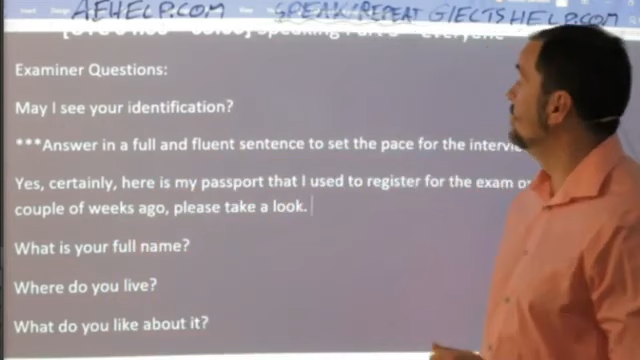 AEHELP.COM SPEAK/REPEAT GIELTSHELP.COM
Speaking Part
Examiner Questions:
May I see your identification?
***Answer in a full and fluent sentence to set the pace for the
Yes, certainly, here is my passport that I used to register for the exam
couple of weeks ago, please take a look.
What is your full name?
Where do you live?
What do you like about it?